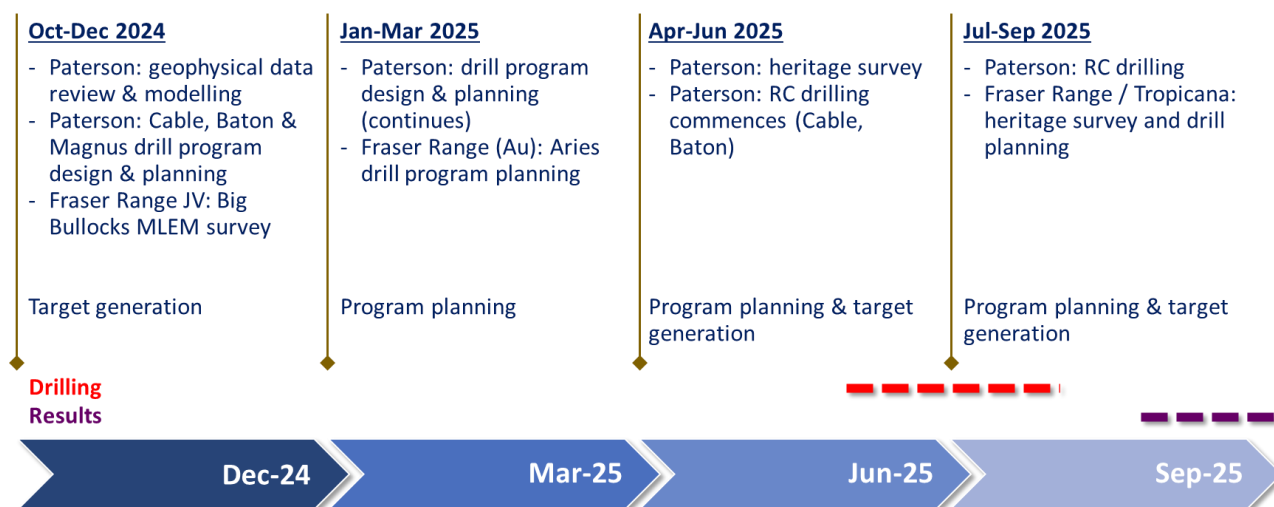 Oct-Dec 2024
- Paterson: geophysical data
review & modelling
- Paterson: Cable, Baton &
Magnus drill program
design & planning
- Fraser Range JV: Big
Bullocks MLEM survey
Target generation
Jan-Mar 2025
- Paterson: drill program
design & planning
(continues)
- Fraser Range (Au): Aries
drill program planning
Program planning
Apr-Jun 2025
- Paterson: heritage survey
- Paterson: RC drilling
commences (Cable,
Baton)
Program planning & target
generation
Jul-Sep 2025
- Paterson: RC drilling
- Fraser Range / Tropicana:
heritage survey and drill
planning
Program planning & target
generation
Drilling
Results
Dec-24
Mar-25
Jun-25
Sep-25